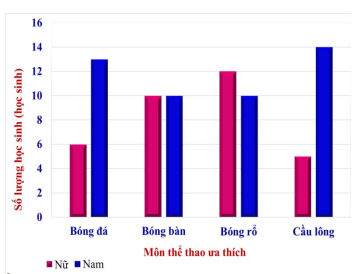 16
14
12
10
8
6
4
2
0
Số lượng học sinh (học sinh)
Bóng đá Bóng bàn Bóng rổ Cầu lông
Môn thể thao ưa thích
Nữ Nam